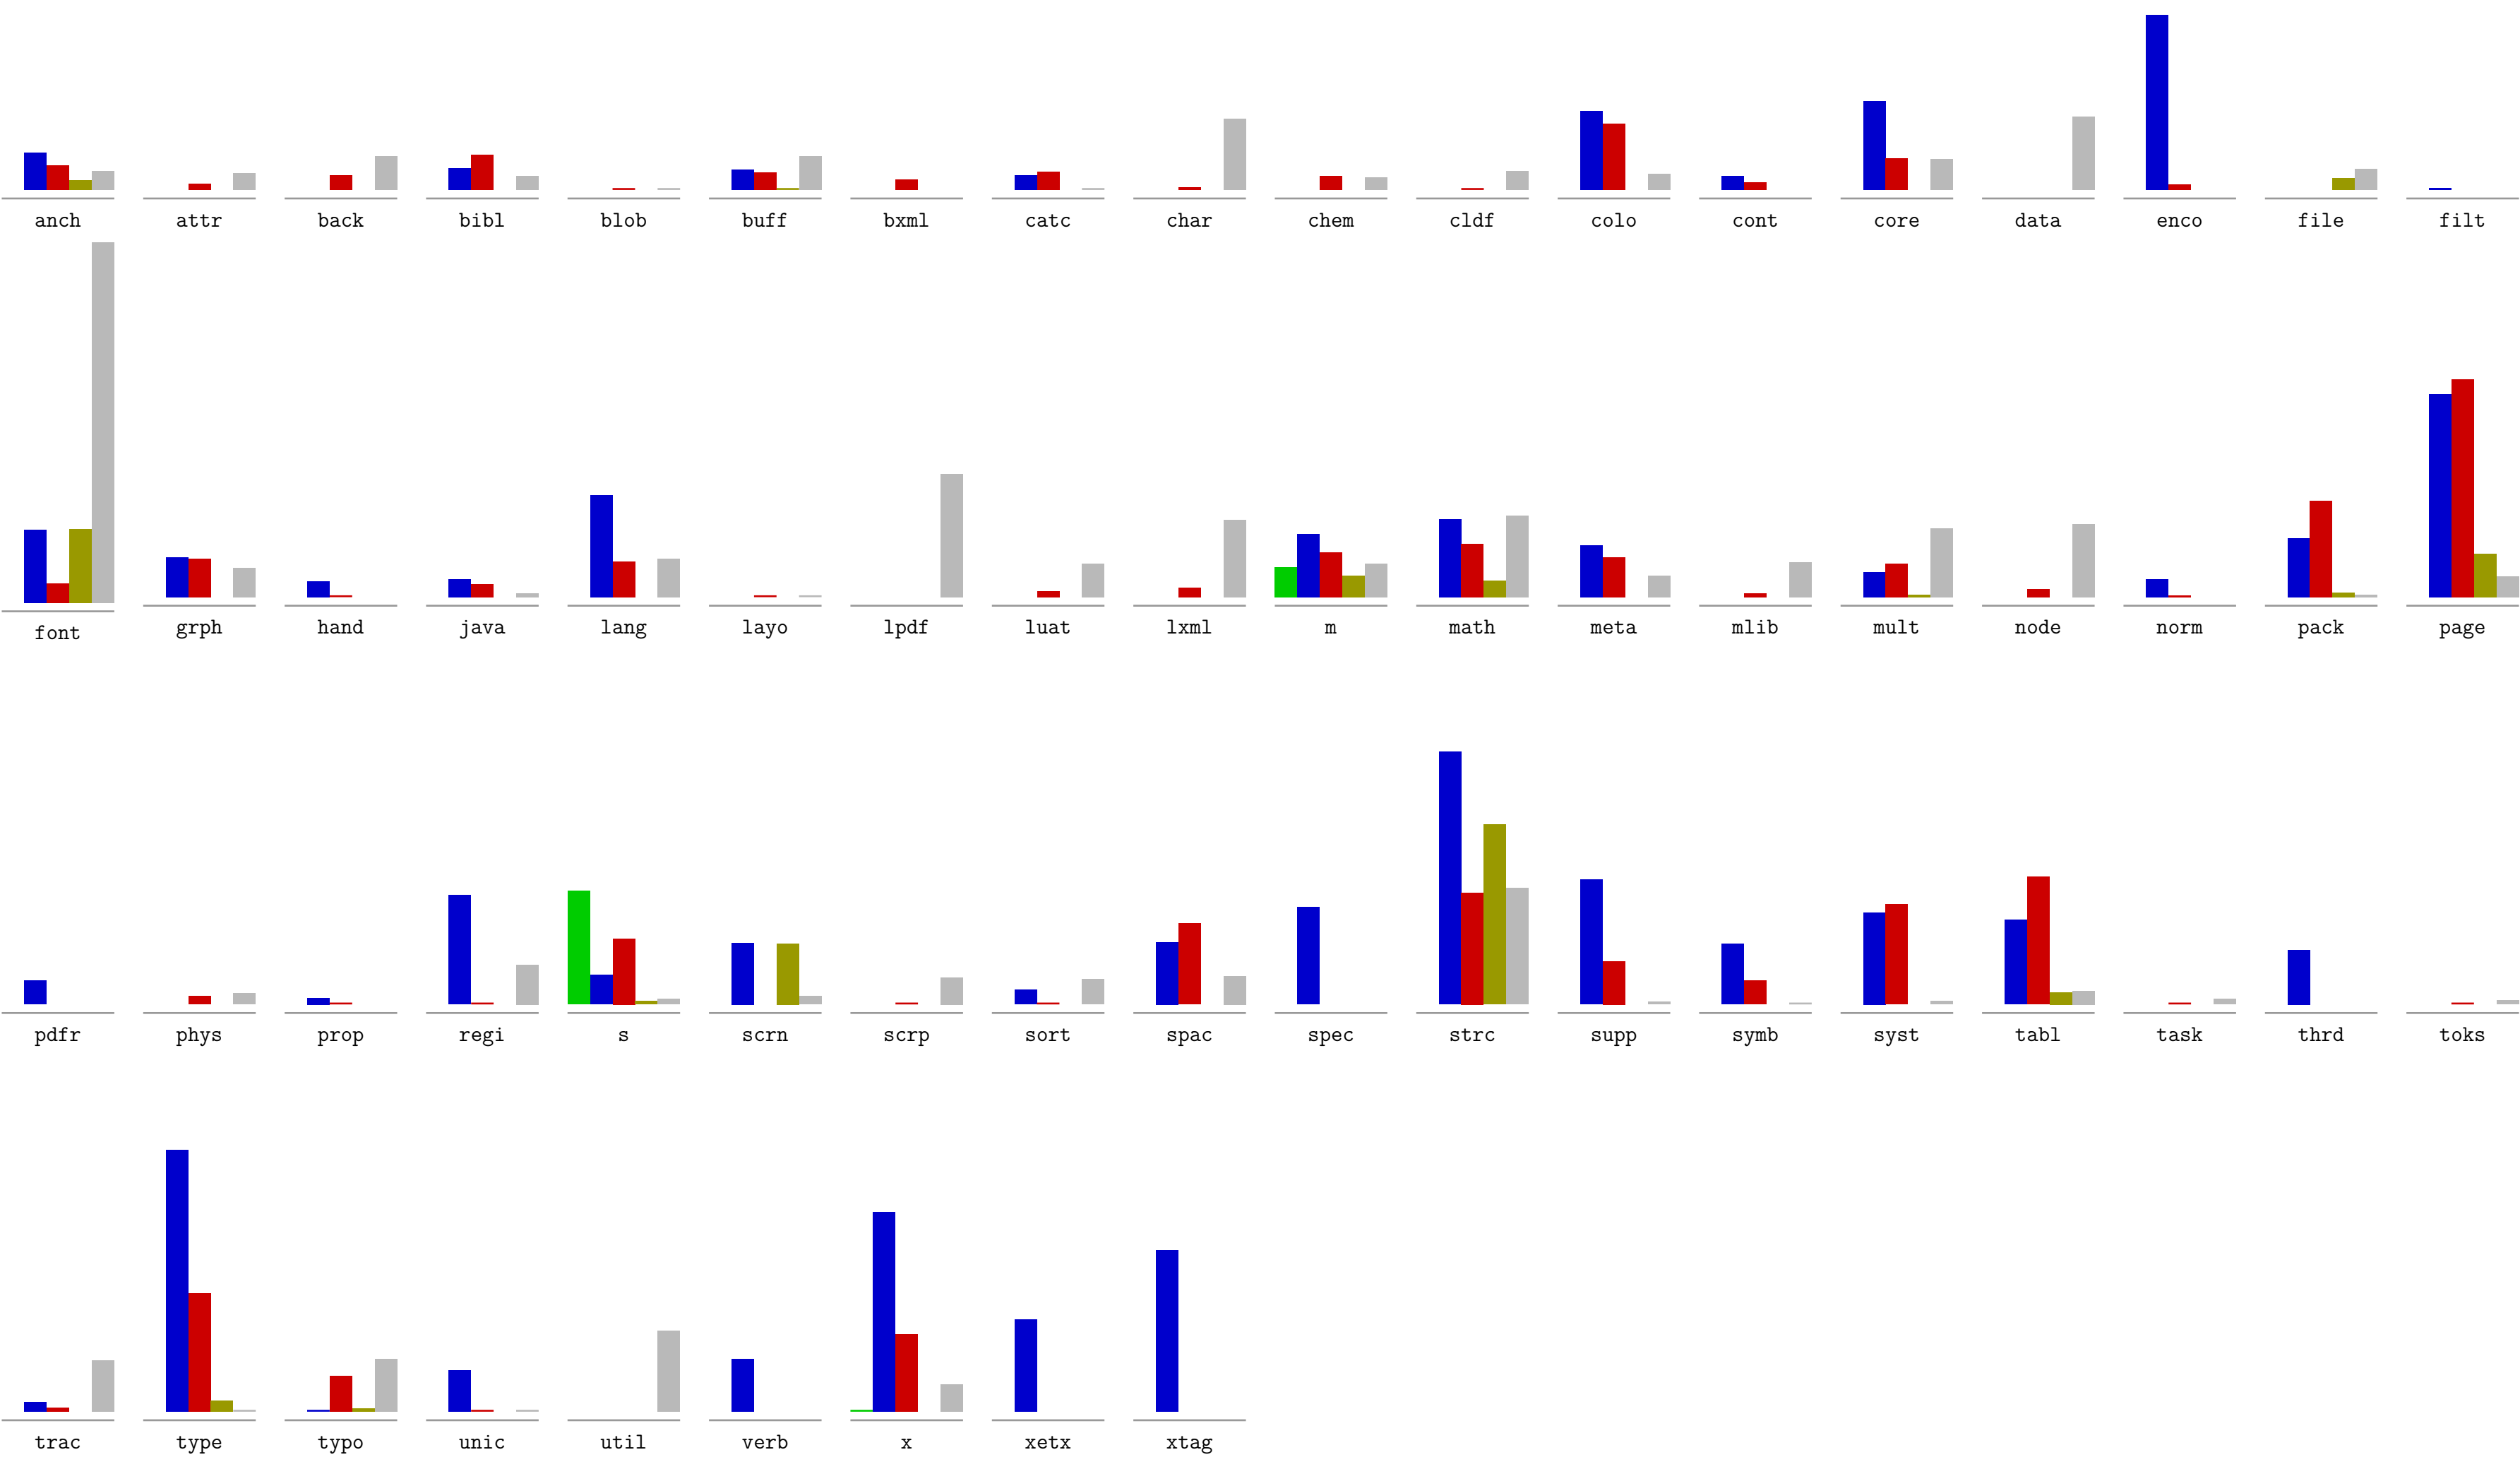 anch attr back bibl blob buff bxml catc char chem cldf colo cont core data enco file filt
font grph hand java lang layo lpdf luat lxml m math meta mlib mult node norm pack page
pdfr phys prop regi s scrn scrp sort spac spec strc supp symb syst tabl task thrd toks
trac type typo unic util verb x xetx xtag